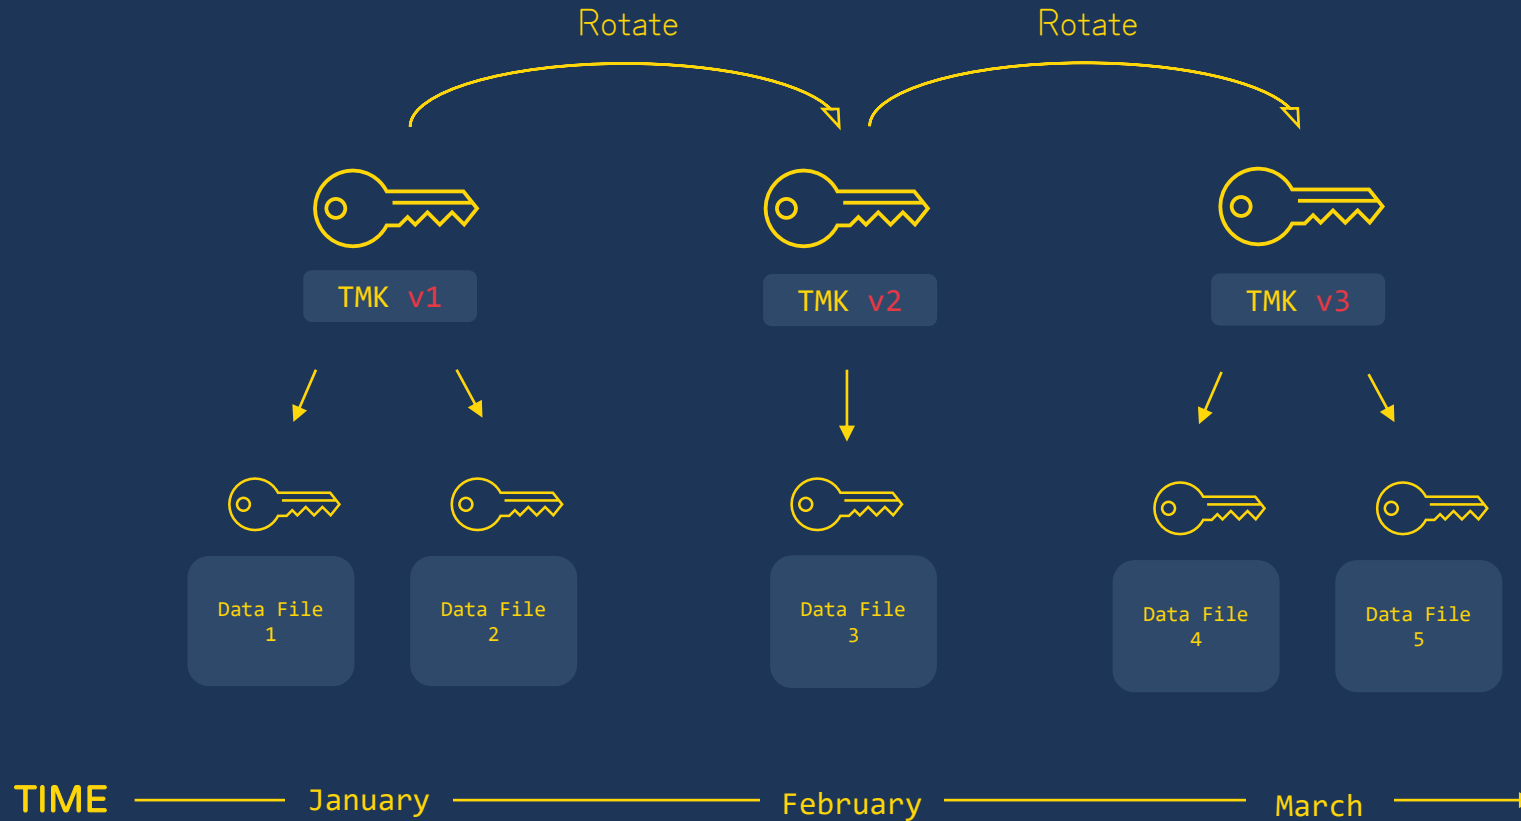 Rotate
Rotate
TMK v1
TMK v2
TMK v3
Data File
1
Data File
2
Data File
3
Data File
4
Data File
5
TIME
January
February
March